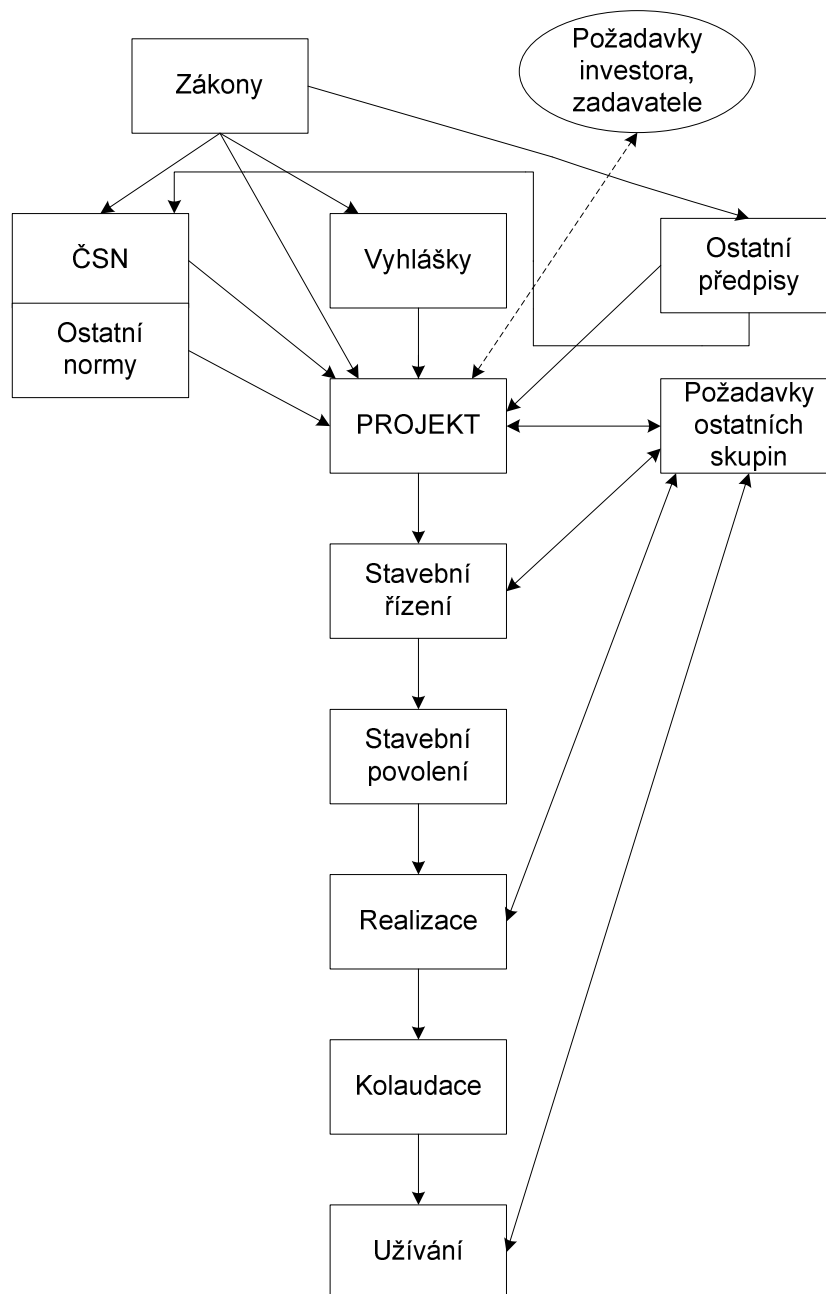 Zákony
Požadavky
investora,
zadavatele
ČSN
Vyhlášky
Ostatní
předpisy
Ostatní
normy
PROJEKT
Požadavky
ostatních
skupin
Stavební
řízení
Stavební
povolení
Realizace
Kolaudace
Užívání